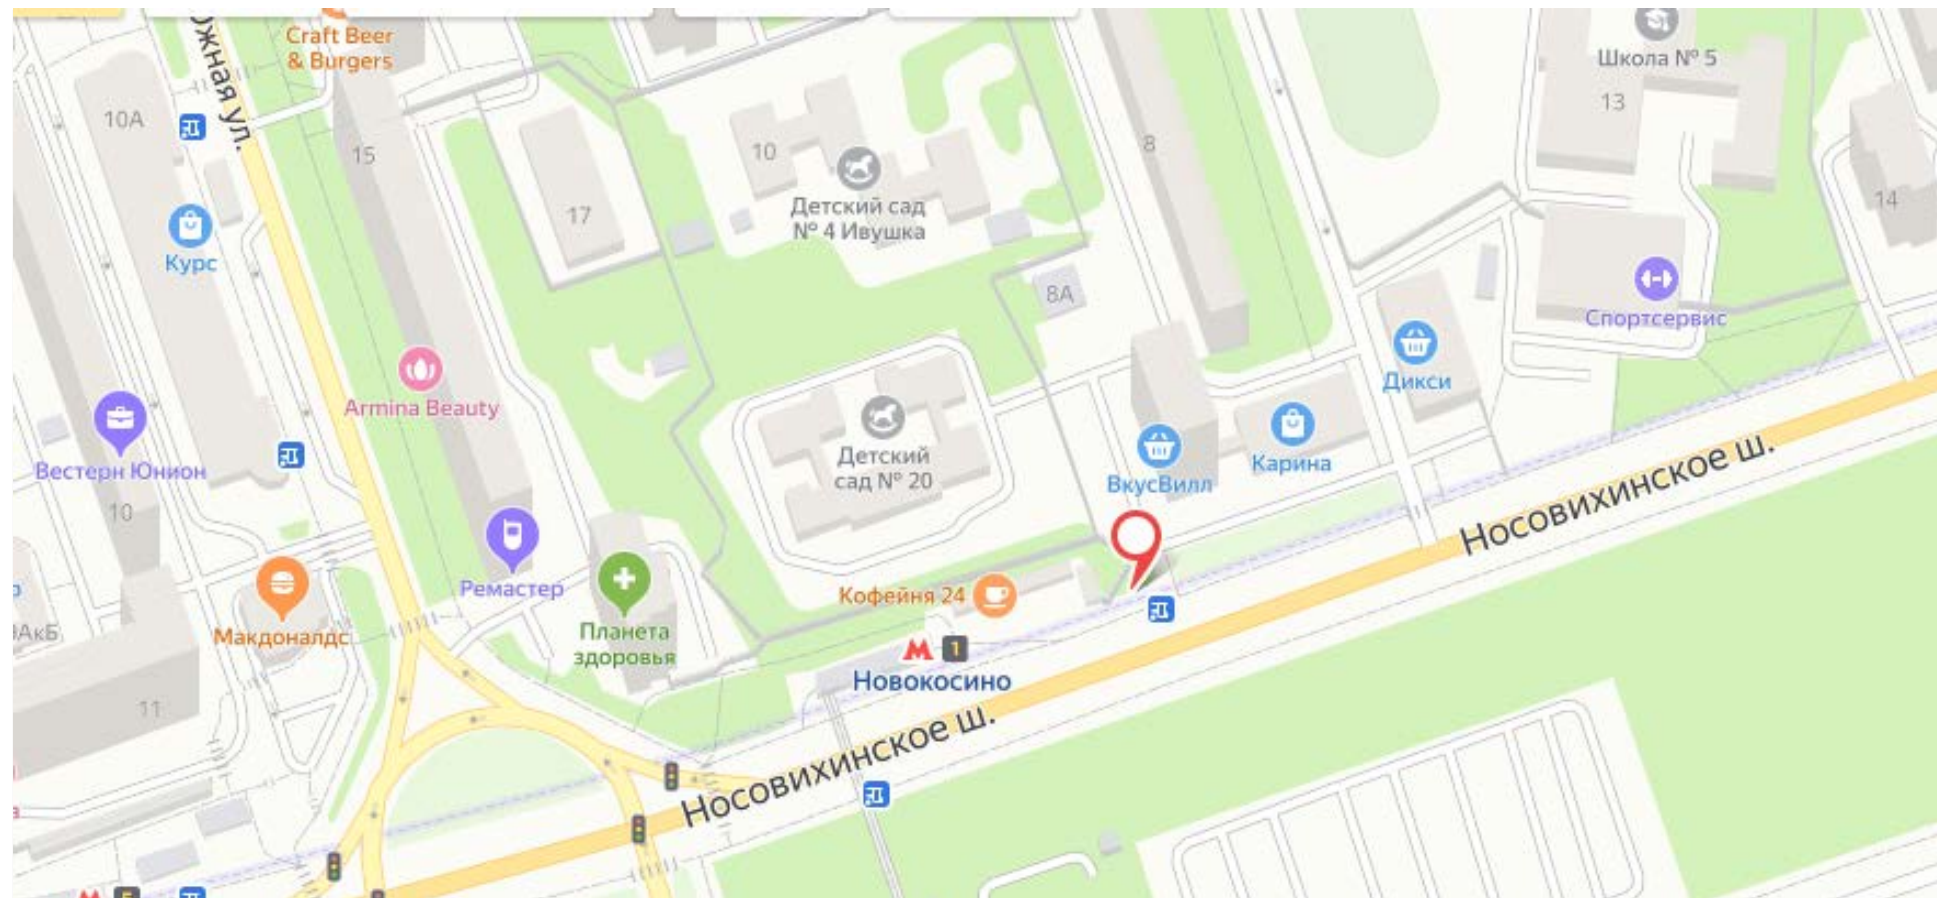 Craft Beer
& Burgers
Школа № 5
13
10А
15
10
8
17
Детский сад
№ 4 Ивушка
14
Курс
8А
Спортсервис
Дикси
Armina Beauty
Вестерн Юнион
10
Детский
сад № 20
ВкусВилл
Карина
Носовихинское ш.
Ремастер
Кофейня 24
Макдоналдс
Планета
здоровья
1
Новокосино
11
Носовихинское ш.